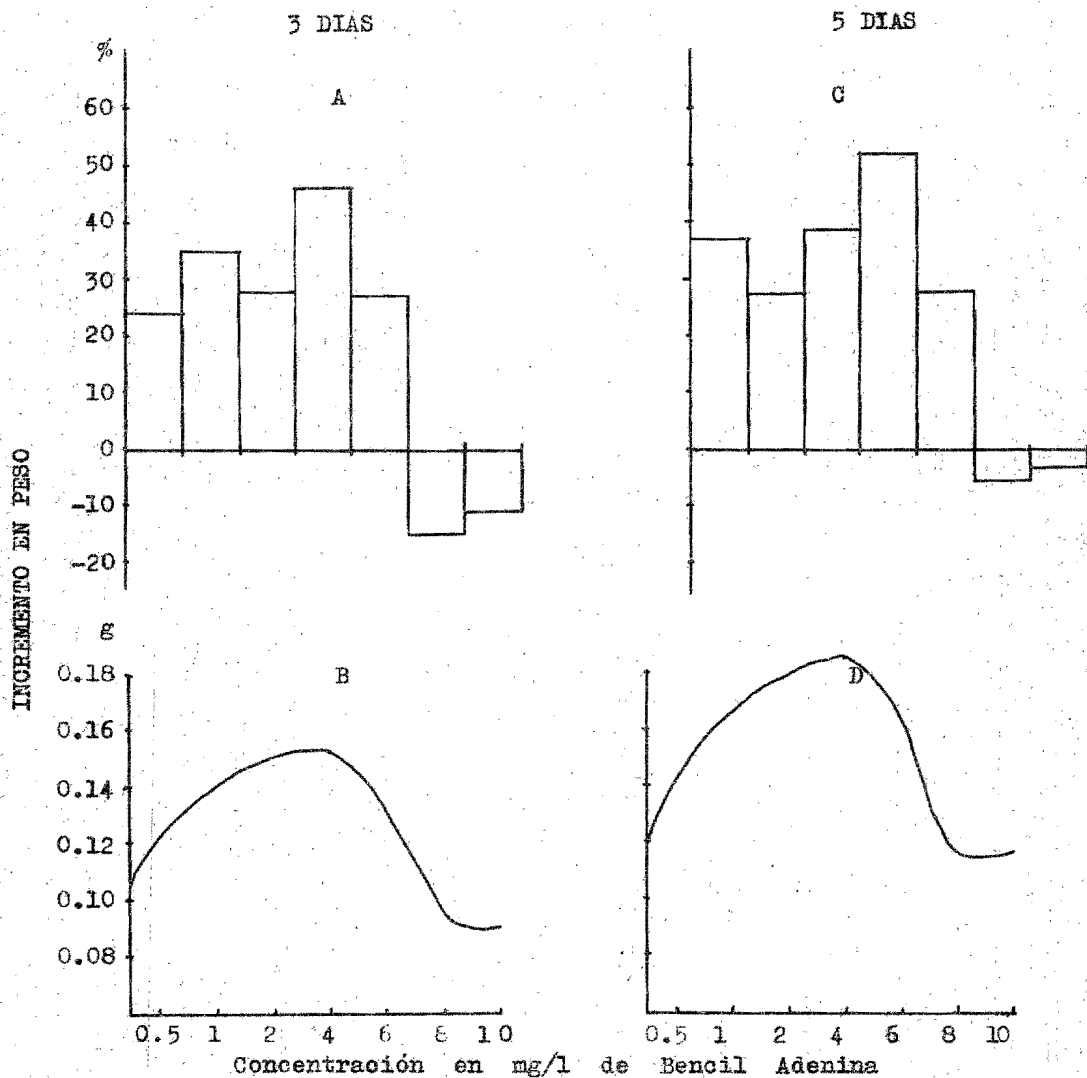 3 DIAS
5 DIAS
%
A
C
60
50
40
30
20
10
0
-10
-20
INCREMENTO EN PESO
g
B
D
0.18
0.16
0.14
0.12
0.10
0.08
0.5 1 2 4 6 8 10
0.5 1 2 4 6 8 10
Concentración en mg/l de Bencil Adenina